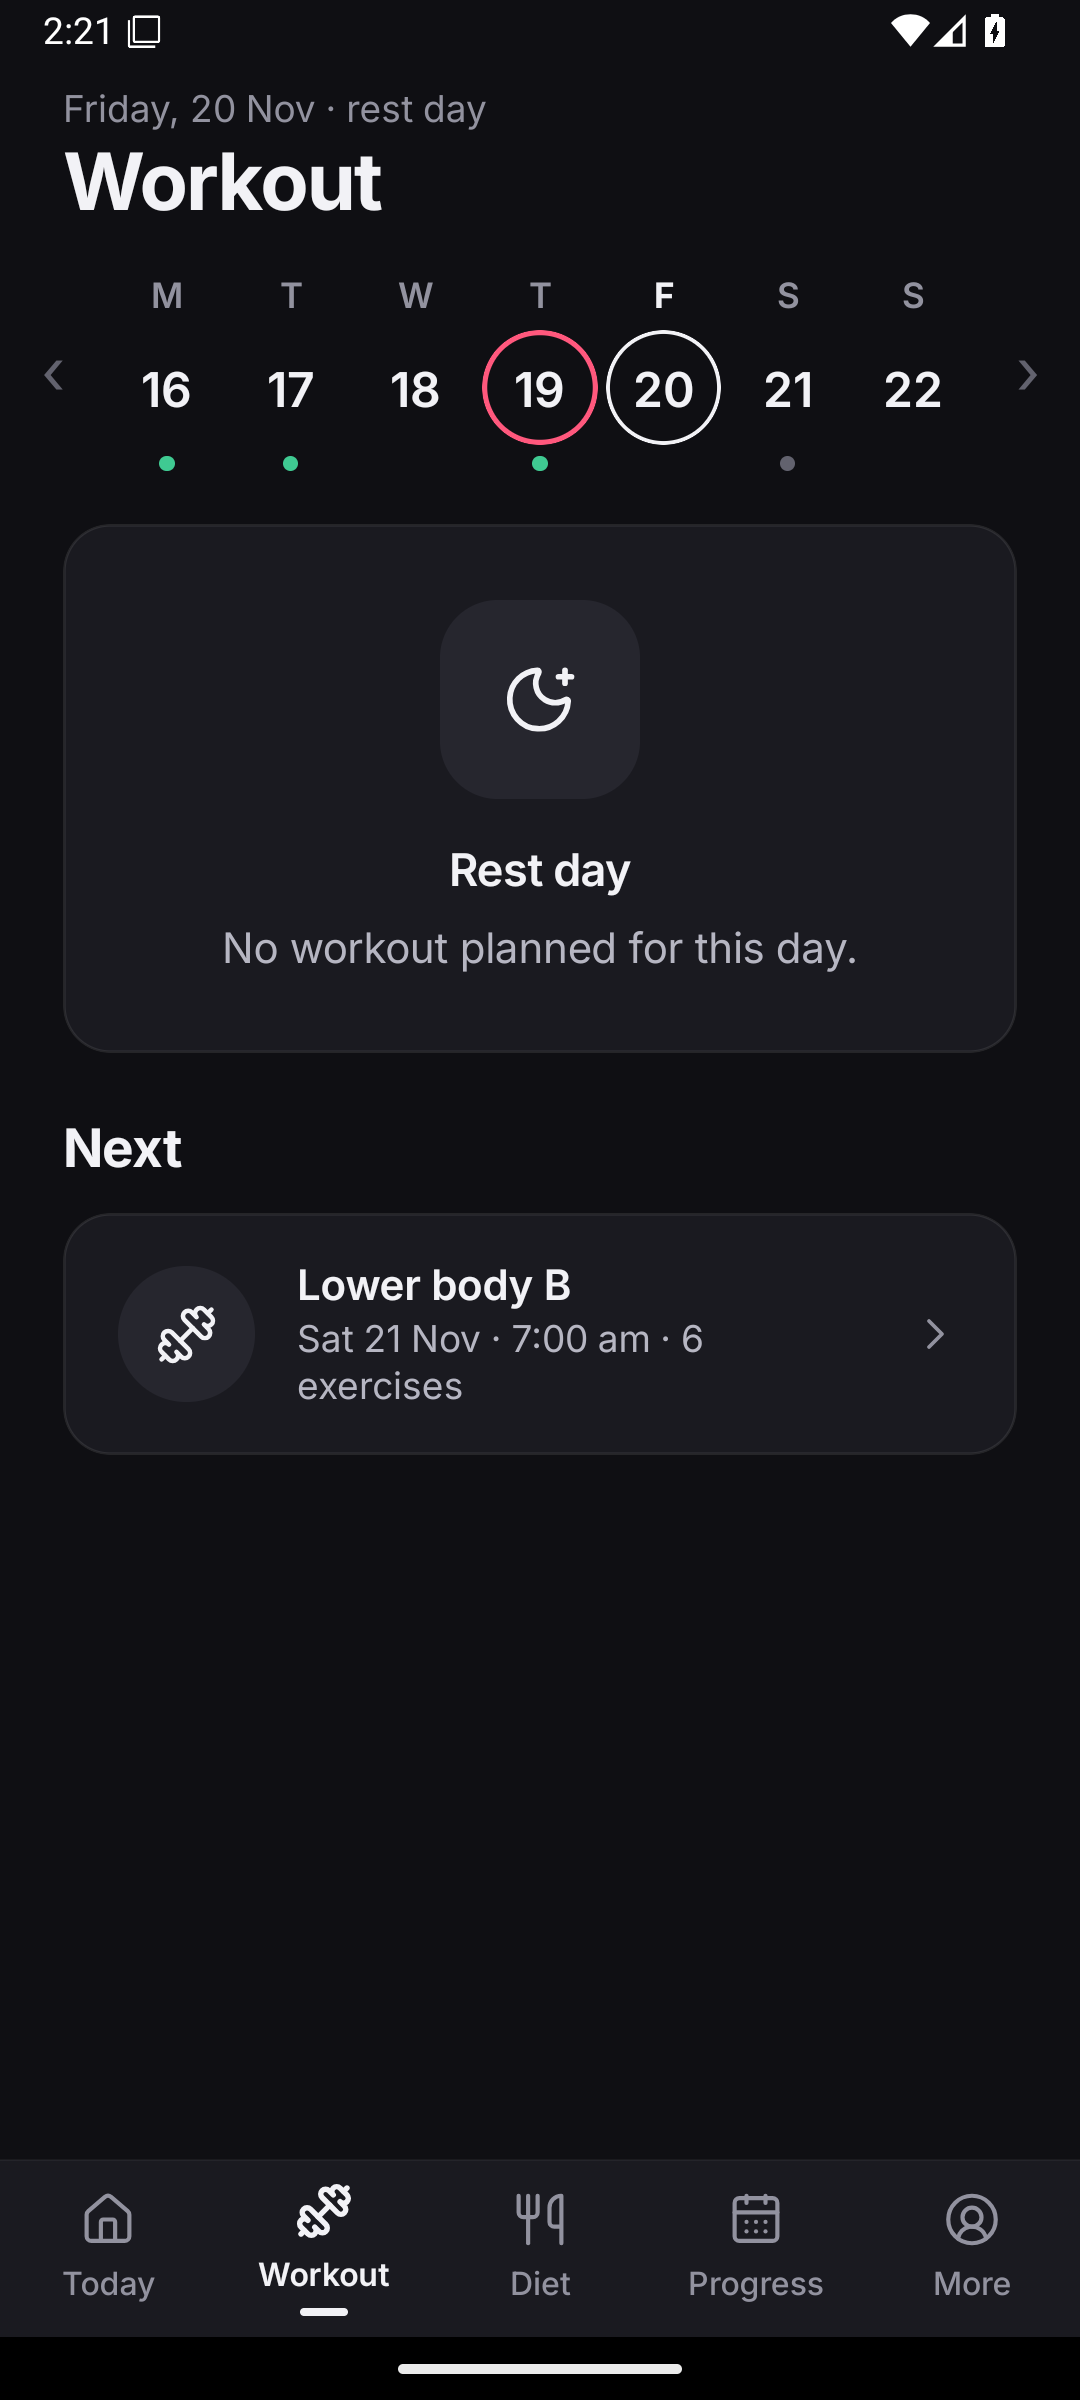 2:21
Friday, 20 Nov · rest day
Workout
M T W T F S S
‹ 16 17 18 19 20 21 22 ›
Rest day
No workout planned for this day.
Next
Lower body B
Sat 21 Nov · 7:00 am · 6
exercises
Today Workout Diet Progress More